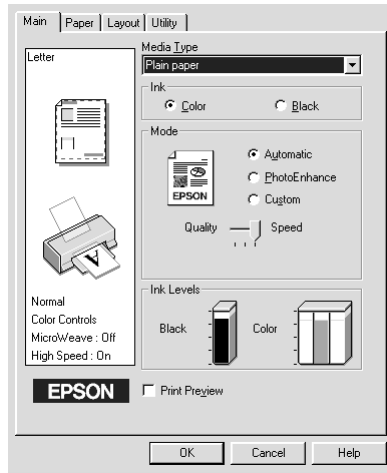 Main Paper Layout Utility
Letter
Media Type
Plain paper
Ink
Color Black
Mode
EPSON
Automatic
PhotoEnhance
Custom
Quality Speed
A
Normal
Color Controls
MicroWeave : Off
High Speed : On
Ink Levels
Black Color
EPSON
Print Preview
OK Cancel Help